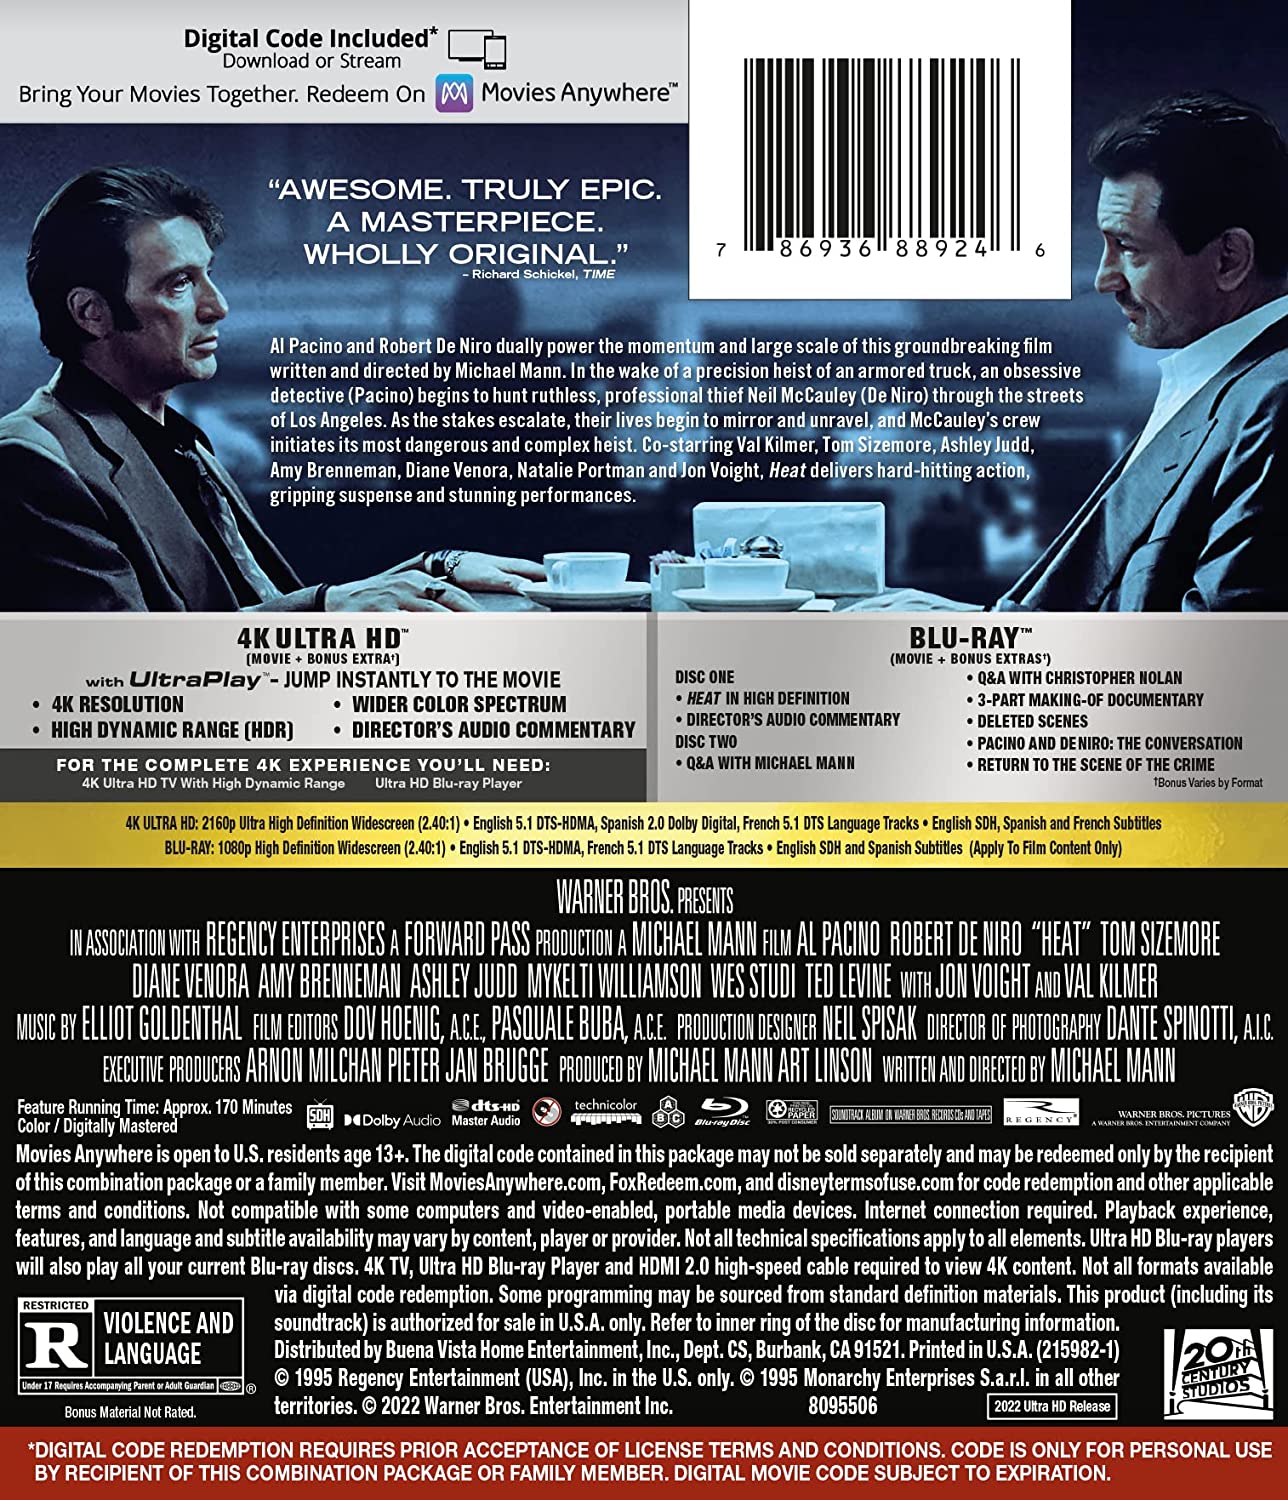 Digital Code Included*
Download or Stream
Bring Your Movies Together. Redeem On MA Movies Anywhere™
7 86936 88924 6
“AWESOME. TRULY EPIC.
A MASTERPIECE.
WHOLLY ORIGINAL.”
– Richard Schickel, TIME
Al Pacino and Robert De Niro dually power the momentum and large scale of this groundbreaking film
written and directed by Michael Mann. In the wake of a precision heist of an armored truck, an obsessive
detective (Pacino) begins to hunt ruthless, professional thief Neil McCauley (De Niro) through the streets
of Los Angeles. As the stakes escalate, their lives begin to mirror and unravel, and McCauley’s crew
initiates its most dangerous and complex heist. Co-starring Val Kilmer, Tom Sizemore, Ashley Judd,
Amy Brenneman, Diane Venora, Natalie Portman and Jon Voight, Heat delivers hard-hitting action,
gripping suspense and stunning performances.
4K ULTRA HD™
(MOVIE + BONUS EXTRA†)
with UltraPlay™- JUMP INSTANTLY TO THE MOVIE
• 4K RESOLUTION
• WIDER COLOR SPECTRUM
• HIGH DYNAMIC RANGE (HDR)
• DIRECTOR’S AUDIO COMMENTARY
FOR THE COMPLETE 4K EXPERIENCE YOU’LL NEED:
4K Ultra HD TV With High Dynamic Range Ultra HD Blu-ray Player
BLU-RAY™
(MOVIE + BONUS EXTRAS†)
DISC ONE
• HEAT IN HIGH DEFINITION
• DIRECTOR’S AUDIO COMMENTARY
DISC TWO
• Q&A WITH MICHAEL MANN
• Q&A WITH CHRISTOPHER NOLAN
• 3-PART MAKING-OF DOCUMENTARY
• DELETED SCENES
• PACINO AND DENIRO: THE CONVERSATION
• RETURN TO THE SCENE OF THE CRIME
†Bonus Varies by Format
4K ULTRA HD: 2160p Ultra High Definition Widescreen (2.40:1) • English 5.1 DTS-HDMA, Spanish 2.0 Dolby Digital, French 5.1 DTS Language Tracks • English SDH, Spanish and French Subtitles
BLU-RAY: 1080p High Definition Widescreen (2.40:1) • English 5.1 DTS-HDMA, French 5.1 DTS Language Tracks • English SDH and Spanish Subtitles (Apply To Film Content Only)
WARNER BROS. PRESENTS
IN ASSOCIATION WITH REGENCY ENTERPRISES A FORWARD PASS PRODUCTION A MICHAEL MANN FILM AL PACINO ROBERT DE NIRO “HEAT” TOM SIZEMORE
DIANE VENORA AMY BRENNEMAN ASHLEY JUDD MYKELTI WILLIAMSON WES STUDI TED LEVINE WITH JON VOIGHT AND VAL KILMER
MUSIC BY ELLIOT GOLDENTHAL FILM EDITORS DOV HOENIG, A.C.E., PASQUALE BUBA, A.C.E. PRODUCTION DESIGNER NEIL SPISAK DIRECTOR OF PHOTOGRAPHY DANTE SPINOTTI, A.I.C.
EXECUTIVE PRODUCERS ARNON MILCHAN PIETER JAN BRUGGE PRODUCED BY MICHAEL MANN ART LINSON WRITTEN AND DIRECTED BY MICHAEL MANN
Feature Running Time: Approx. 170 Minutes
Color / Digitally Mastered
SDH Dolby Audio dts-HD Master Audio technicolor ABC Blu-ray Disc SOUNDTRACK ALBUM ON WARNER BROS. RECORDS CDs AND TAPES REGENCY
WARNER BROS. PICTURES
A WARNER BROS. ENTERTAINMENT COMPANY
Movies Anywhere is open to U.S. residents age 13+. The digital code contained in this package may not be sold separately and may be redeemed only by the recipient
of this combination package or a family member. Visit MoviesAnywhere.com, FoxRedeem.com, and disneytermsofuse.com for code redemption and other applicable
terms and conditions. Not compatible with some computers and video-enabled, portable media devices. Internet connection required. Playback experience,
features, and language and subtitle availability may vary by content, player or provider. Not all technical specifications apply to all elements. Ultra HD Blu-ray players
will also play all your current Blu-ray discs. 4K TV, Ultra HD Blu-ray Player and HDMI 2.0 high-speed cable required to view 4K content. Not all formats available
via digital code redemption. Some programming may be sourced from standard definition materials. This product (including its
soundtrack) is authorized for sale in U.S.A. only. Refer to inner ring of the disc for manufacturing information.
Distributed by Buena Vista Home Entertainment, Inc., Dept. CS, Burbank, CA 91521. Printed in U.S.A. (215982-1)
© 1995 Regency Entertainment (USA), Inc. in the U.S. only. © 1995 Monarchy Enterprises S.a.r.l. in all other
territories. © 2022 Warner Bros. Entertainment Inc. 8095506 2022 Ultra HD Release
RESTRICTED
R
VIOLENCE AND
LANGUAGE
Under 17 Requires Accompanying Parent or Adult Guardian ®
Bonus Material Not Rated.
20th
CENTURY
STUDIOS
*DIGITAL CODE REDEMPTION REQUIRES PRIOR ACCEPTANCE OF LICENSE TERMS AND CONDITIONS. CODE IS ONLY FOR PERSONAL USE
BY RECIPIENT OF THIS COMBINATION PACKAGE OR FAMILY MEMBER. DIGITAL MOVIE CODE SUBJECT TO EXPIRATION.